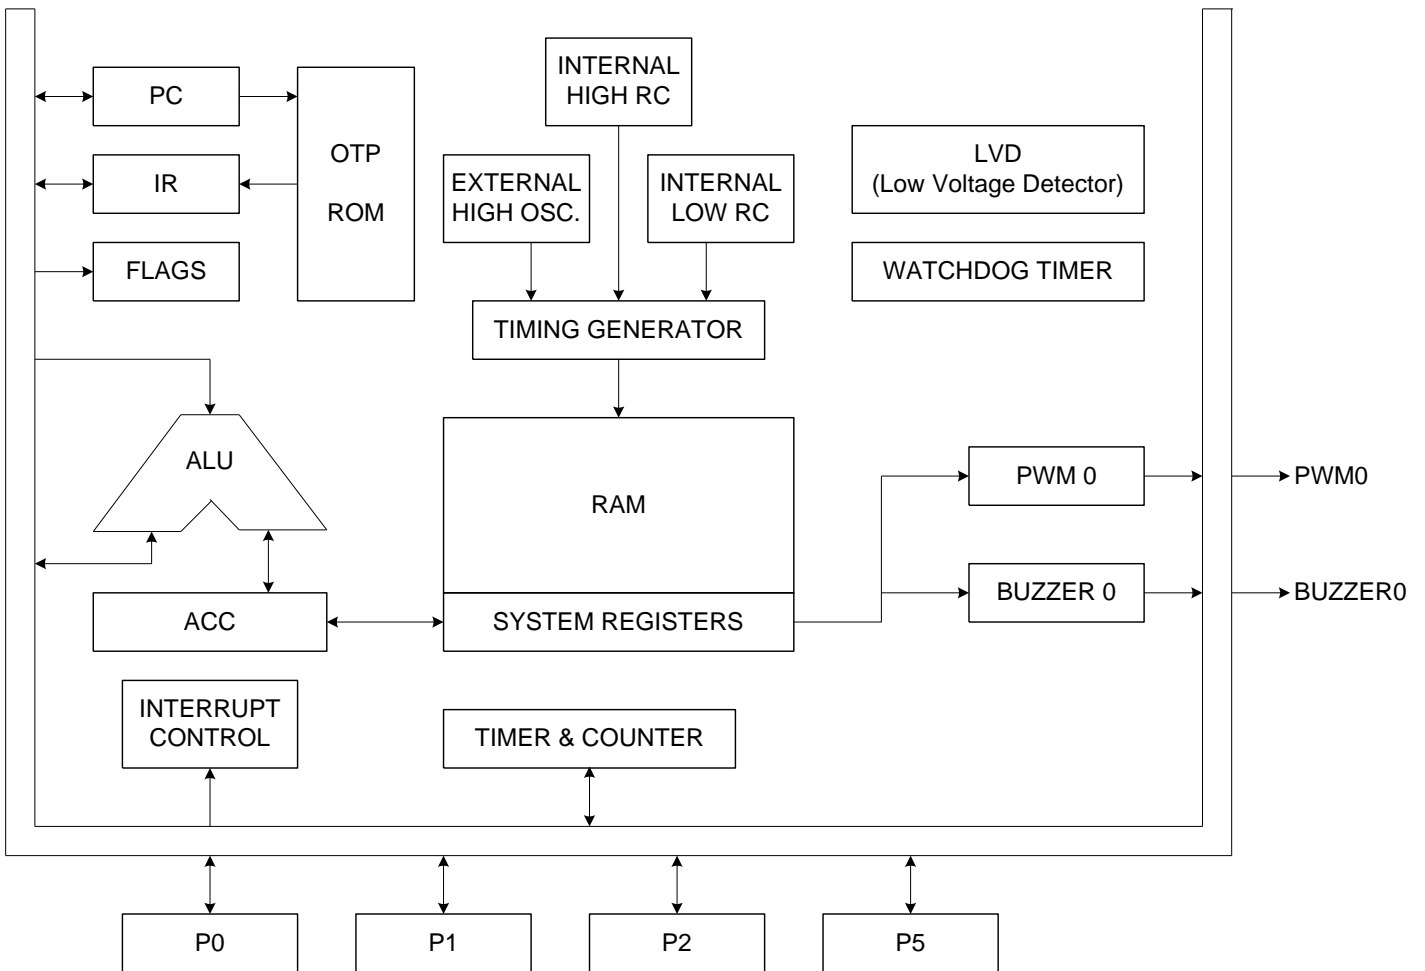 INTERNAL
HIGH RC
PC
OTP
ROM
LVD
(Low Voltage Detector)
IR
EXTERNAL
HIGH OSC.
INTERNAL
LOW RC
FLAGS
WATCHDOG TIMER
TIMING GENERATOR
ALU
RAM
PWM 0
PWM0
BUZZER 0
BUZZER0
ACC
SYSTEM REGISTERS
INTERRUPT
CONTROL
TIMER & COUNTER
P0
P1
P2
P5